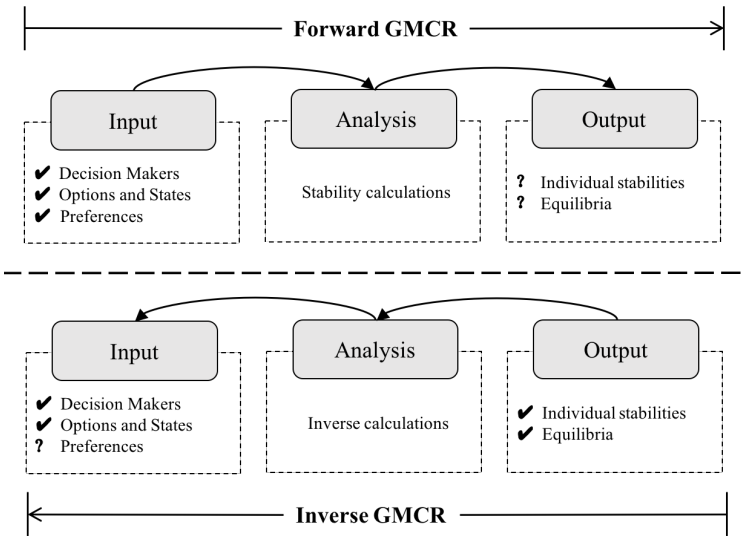 Forward GMCR
Input
Analysis
Output
✔ Decision Makers
✔ Options and States
✔ Preferences
Stability calculations
? Individual stabilities
? Equilibria
Input
Analysis
Output
✔ Decision Makers
✔ Options and States
? Preferences
Inverse calculations
✔ Individual stabilities
✔ Equilibria
Inverse GMCR